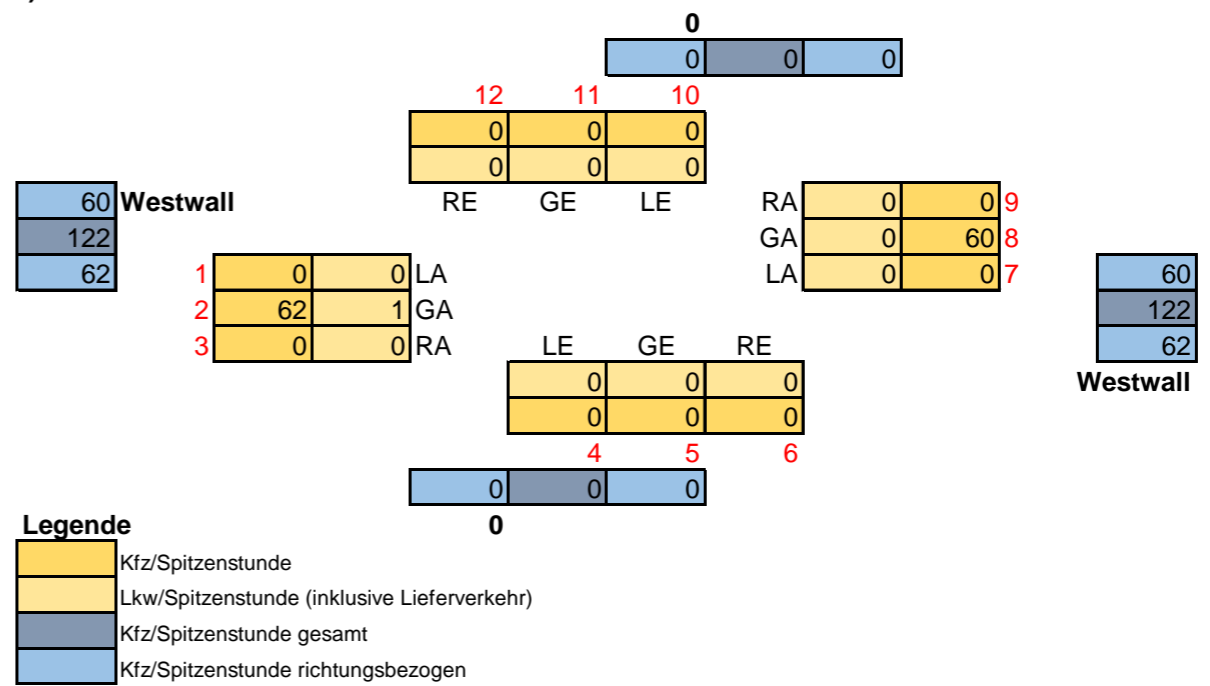 )
0
0 0 0
12 11 10
0 0 0
0 0 0
RE GE LE
60 Westwall
122
62
RA 0 0 9
GA 0 60 8
LA 0 0 7
1 0 0 LA
2 62 1 GA
3 0 0 RA
60
122
62
Westwall
LE GE RE
0 0 0
0 0 0
4 5 6
0 0 0
0
Legende
Kfz/Spitzenstunde
Lkw/Spitzenstunde (inklusive Lieferverkehr)
Kfz/Spitzenstunde gesamt
Kfz/Spitzenstunde richtungsbezogen